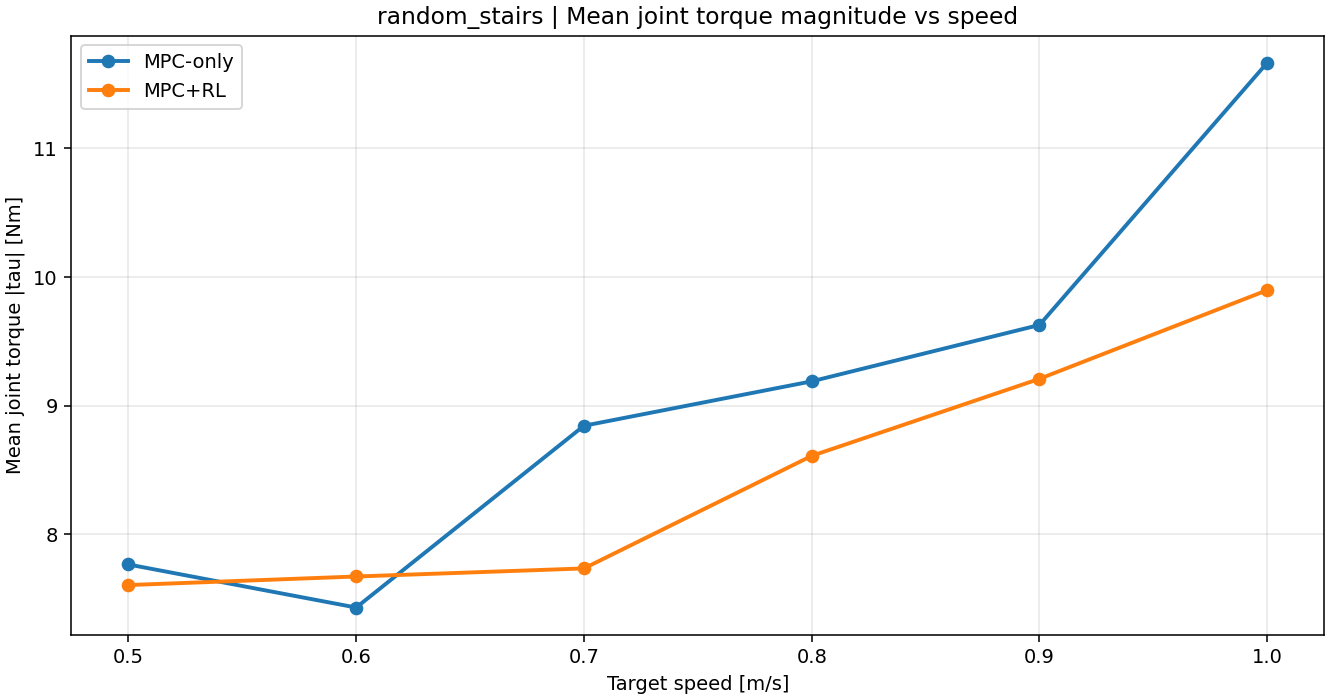 random_stairs | Mean joint torque magnitude vs speed
MPC-only
MPC+RL
Mean joint torque |tau| [Nm]
11
10
9
8
0.5 0.6 0.7 0.8 0.9 1.0
Target speed [m/s]